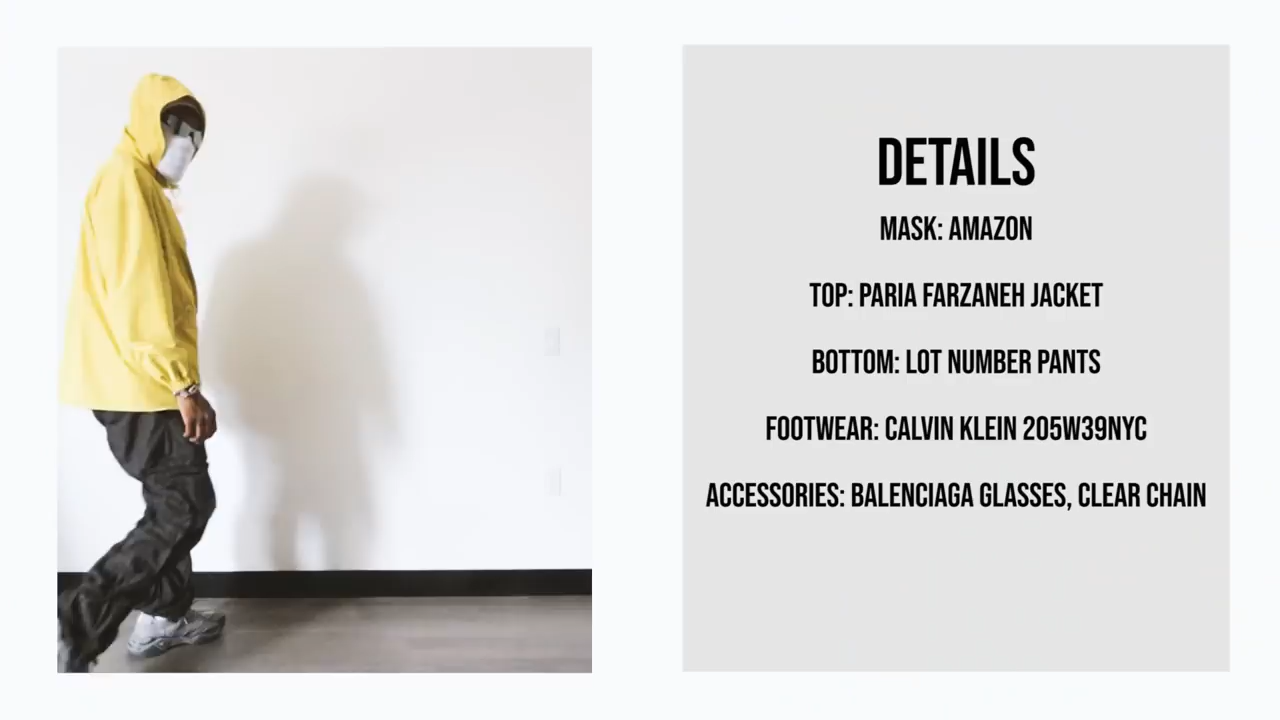 DETAILS
MASK: AMAZON
TOP: PARIA FARZANEH JACKET
BOTTOM: LOT NUMBER PANTS
FOOTWEAR: CALVIN KLEIN 205W39NYC
ACCESSORIES: BALENCIAGA GLASSES, CLEAR CHAIN